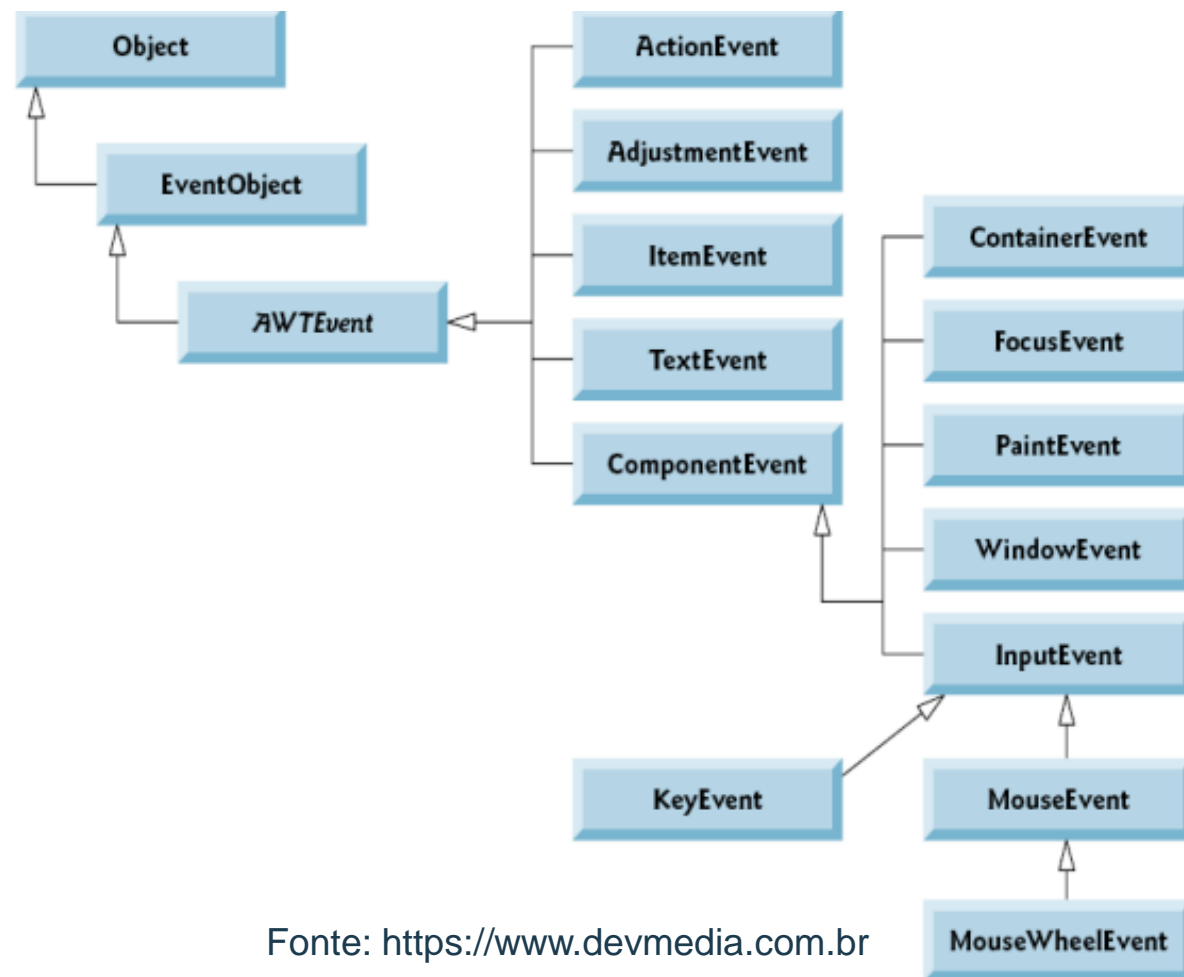 Object
EventObject
AWTEvent
ActionEvent
AdjustmentEvent
ItemEvent
TextEvent
ComponentEvent
ContainerEvent
FocusEvent
PaintEvent
WindowEvent
InputEvent
KeyEvent
MouseEvent
MouseWheelEvent
Fonte: https://www.devmedia.com.br